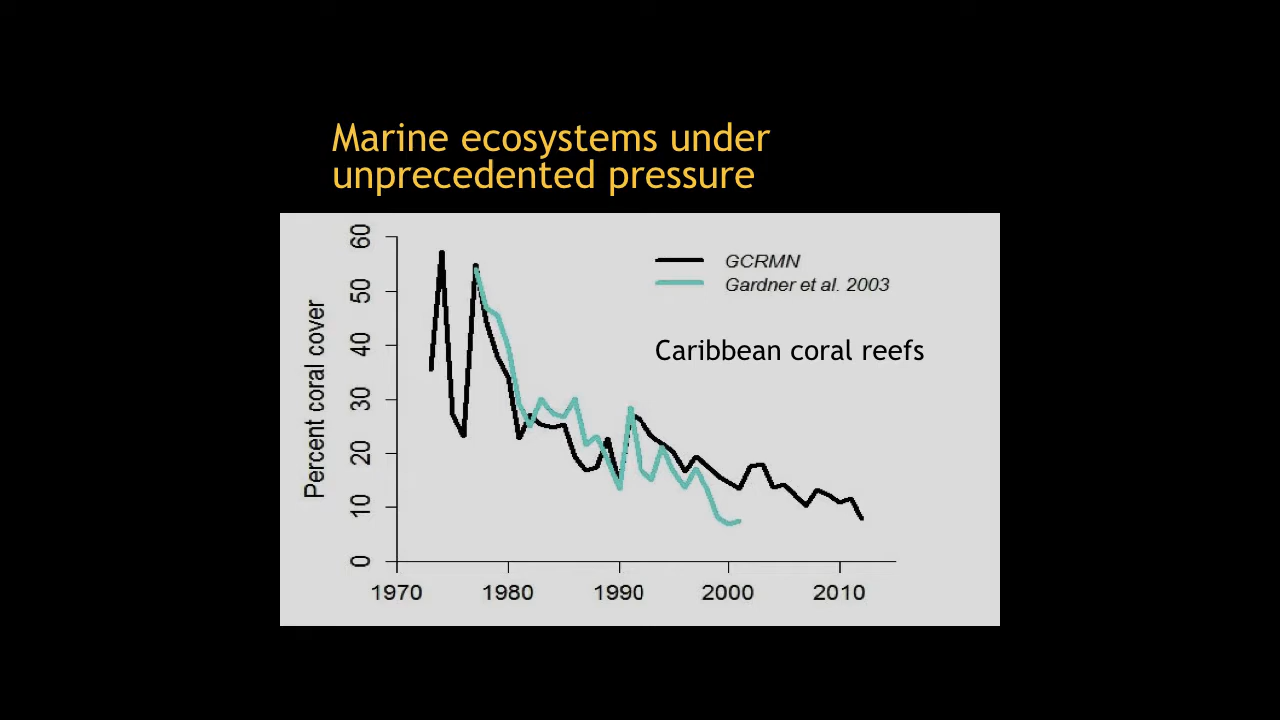 Marine ecosystems under
unprecedented pressure
60
50
40
30
20
10
0
Percent coral cover
GCRMN
Gardner et al. 2003
Caribbean coral reefs
1970 1980 1990 2000 2010